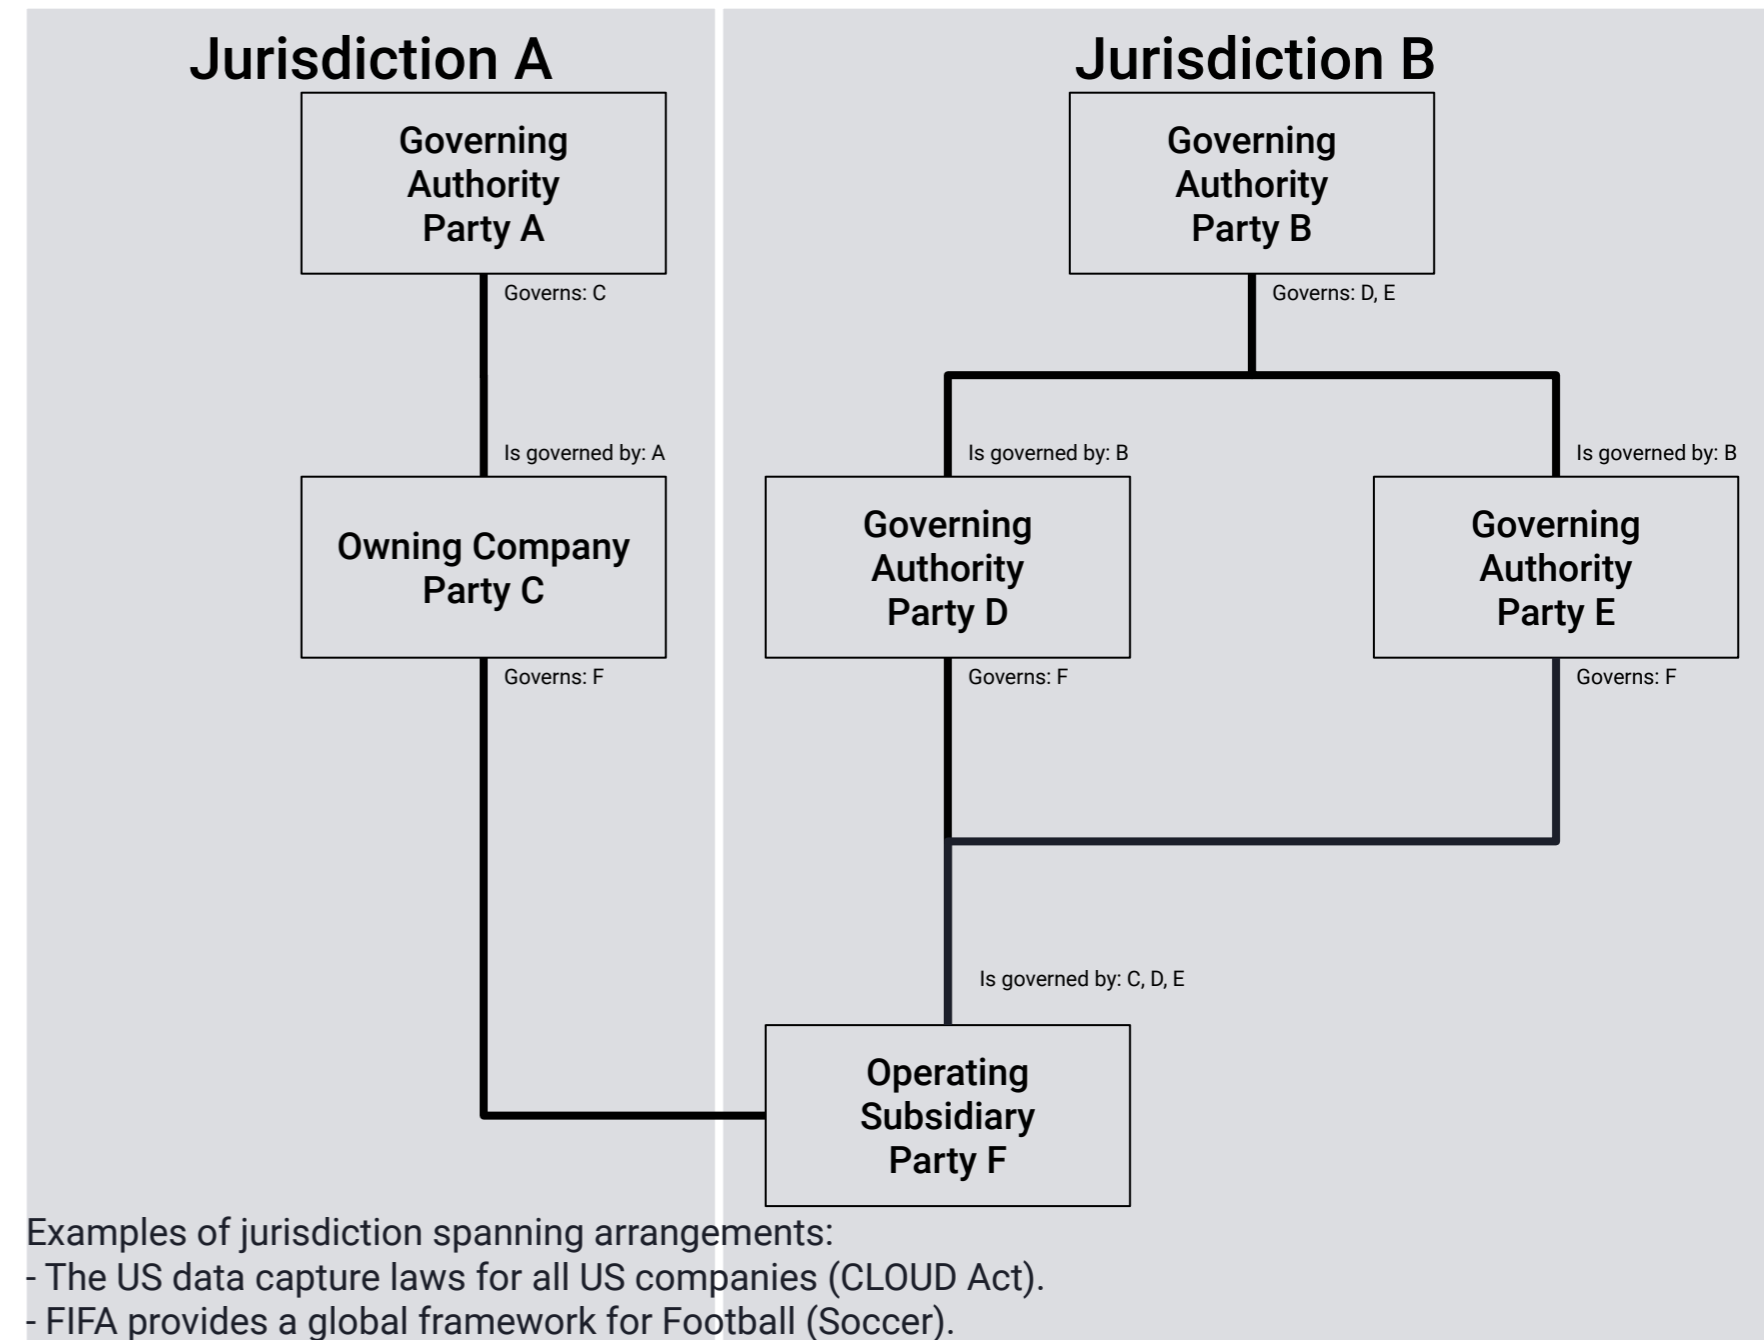 Jurisdiction A
Jurisdiction B
Governing
Authority
Party A
Governing
Authority
Party B
Governs: C
Governs: D, E
Is governed by: A
Is governed by: B
Is governed by: B
Owning Company
Party C
Governing
Authority
Party D
Governing
Authority
Party E
Governs: F
Governs: F
Governs: F
Is governed by: C, D, E
Operating
Subsidiary
Party F
Examples of jurisdiction spanning arrangements:
- The US data capture laws for all US companies (CLOUD Act).
- FIFA provides a global framework for Football (Soccer).